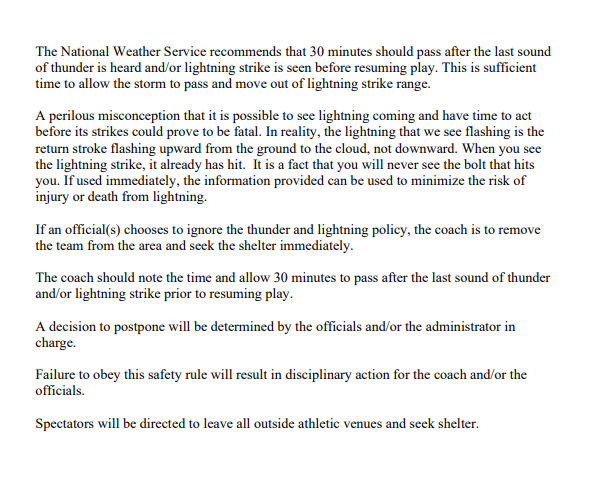 The National Weather Service recommends that 30 minutes should pass after the last sound
of thunder is heard and/or lightning strike is seen before resuming play. This is sufficient
time to allow the storm to pass and move out of lightning strike range.
A perilous misconception that it is possible to see lightning coming and have time to act
before its strikes could prove to be fatal. In reality, the lightning that we see flashing is the
return stroke flashing upward from the ground to the cloud, not downward. When you see
the lightning strike, it already has hit.  It is a fact that you will never see the bolt that hits
you. If used immediately, the information provided can be used to minimize the risk of
injury or death from lightning.
If an official(s) chooses to ignore the thunder and lightning policy, the coach is to remove
the team from the area and seek the shelter immediately.
The coach should note the time and allow 30 minutes to pass after the last sound of thunder
and/or lightning strike prior to resuming play.
A decision to postpone will be determined by the officials and/or the administrator in
charge.
Failure to obey this safety rule will result in disciplinary action for the coach and/or the
officials.
Spectators will be directed to leave all outside athletic venues and seek shelter.